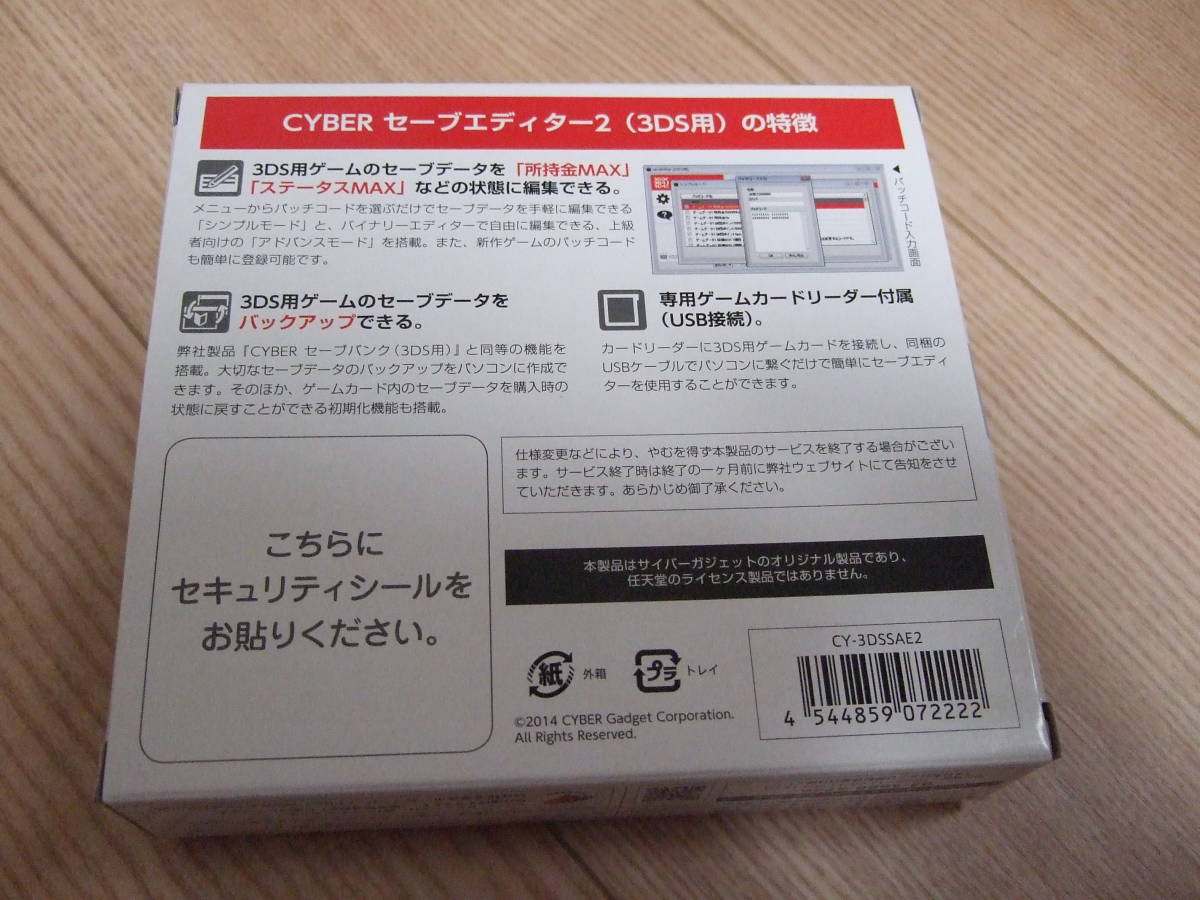 CYBER セーブエディター2（3DS用）の特徴
3DS用ゲームのセーブデータを「所持金MAX」
「ステータスMAX」などの状態に編集できる。
メニューからパッチコードを選ぶだけでセーブデータを手軽に編集できる
「シンプルモード」と、バイナリーエディターで自由に編集できる、上級
者向けの「アドバンスモード」を搭載。また、新作ゲームのパッチコード
も簡単に登録可能です。
◀パッチコード入力画面
3DS用ゲームのセーブデータを
バックアップできる。
弊社製品『CYBER セーブバンク（3DS用）』と同等の機能を
搭載。大切なセーブデータのバックアップをパソコンに作成で
きます。そのほか、ゲームカード内のセーブデータを購入時の
状態に戻すことができる初期化機能も搭載。
専用ゲームカードリーダー付属
（USB接続）。
カードリーダーに3DS用ゲームカードを接続し、同梱の
USBケーブルでパソコンに繋ぐだけで簡単にセーブエディ
ターを使用することができます。
仕様変更などにより、やむを得ず本製品のサービスを終了する場合がござい
ます。サービス終了時は終了の一ヶ月前に弊社ウェブサイトにて告知をさせ
ていただきます。あらかじめ御了承ください。
こちらに
セキュリティシールを
お貼りください。
本製品はサイバーガジェットのオリジナル製品であり、
任天堂のライセンス製品ではありません。
紙 外箱
プラ トレイ
©2014 CYBER Gadget Corporation.
All Rights Reserved.
CY-3DSSAE2
4 544859 072222